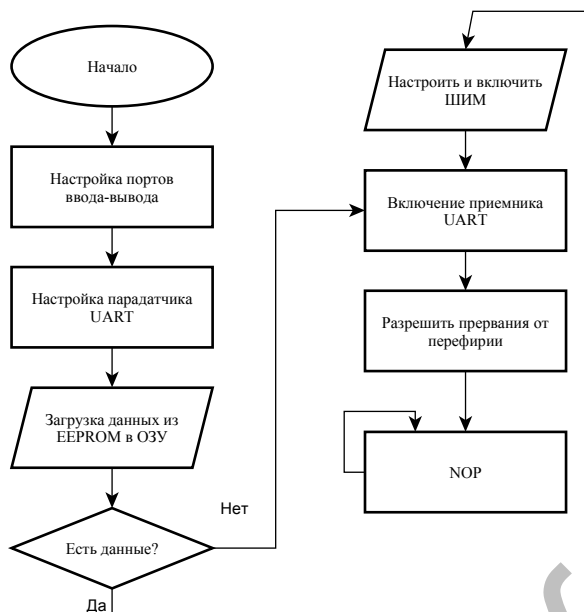 Начало
Настройка портов
ввода-вывода
Настройка парадатчика
UART
Загрузка данных из
EEPROM в ОЗУ
Есть данные?
Нет
Да
Настроить и включить
ШИМ
Включение приемника
UART
Разрешить прервания от
перефирии
NOP